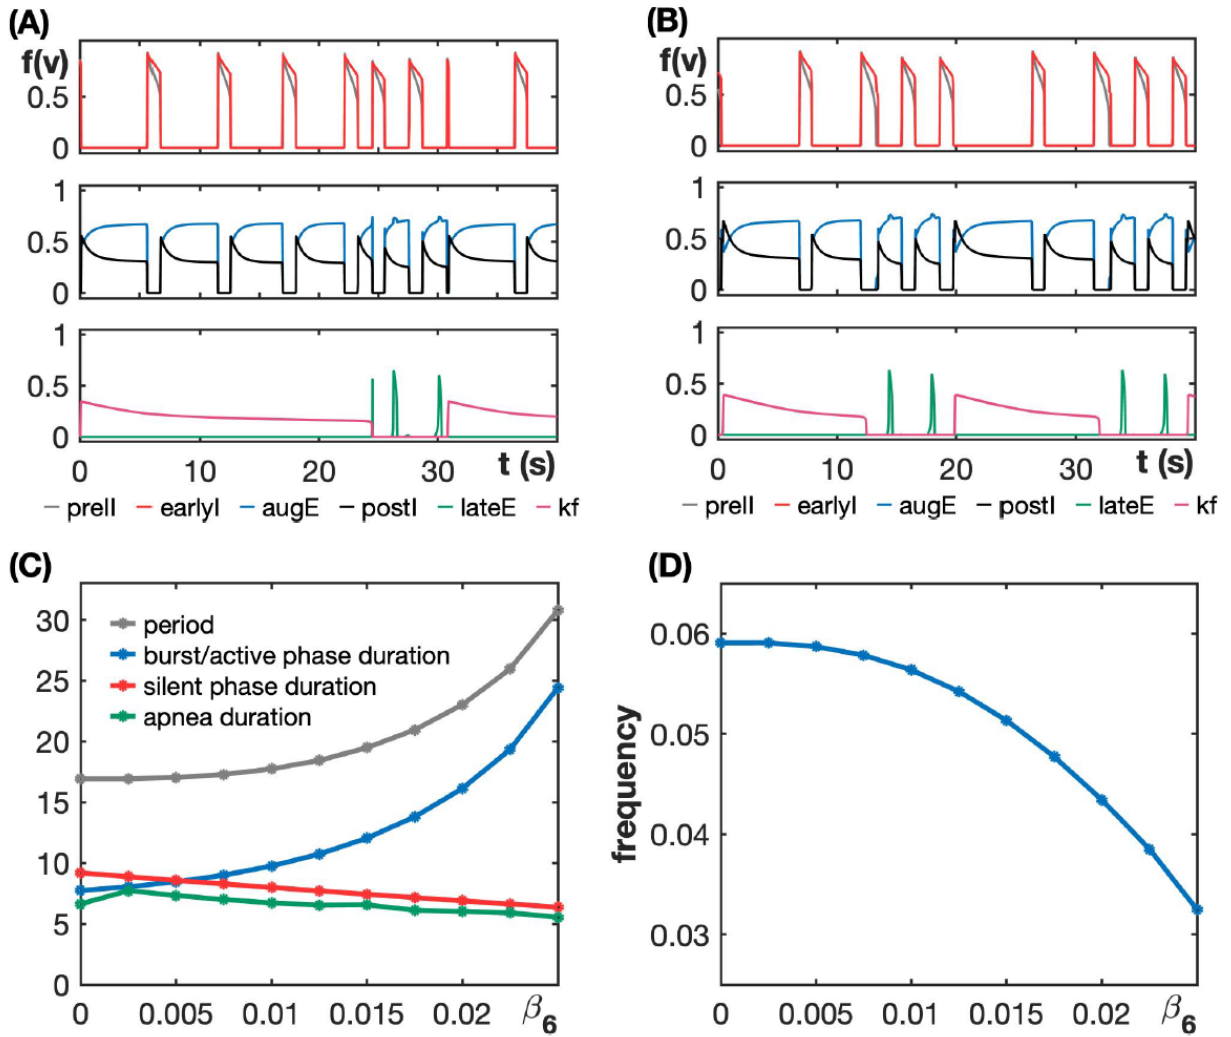 (A)
f(v)
0.5
0
1
0.5
0
1
0.5
0
0 10 20 30 t (s)
preII earlyI augE postI lateE kf
(B)
f(v)
0.5
0
1
0.5
0
1
0.5
0
0 10 20 30 t (s)
preII earlyI augE postI lateE kf
(C)
30
25
20
15
10
5
0
period
burst/active phase duration
silent phase duration
apnea duration
0 0.005 0.01 0.015 0.02 β6
(D)
frequency
0.06
0.05
0.04
0.03
0 0.005 0.01 0.015 0.02 β6